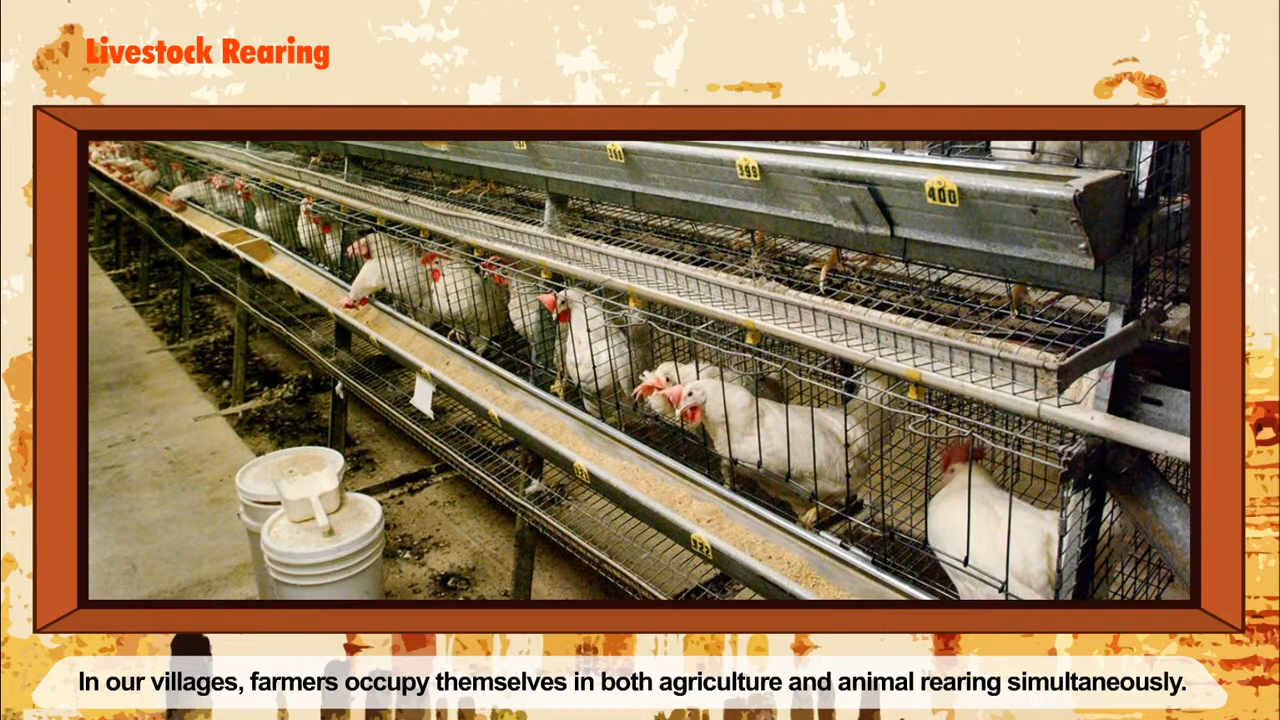 Livestock Rearing
399
400
In our villages, farmers occupy themselves in both agriculture and animal rearing simultaneously.